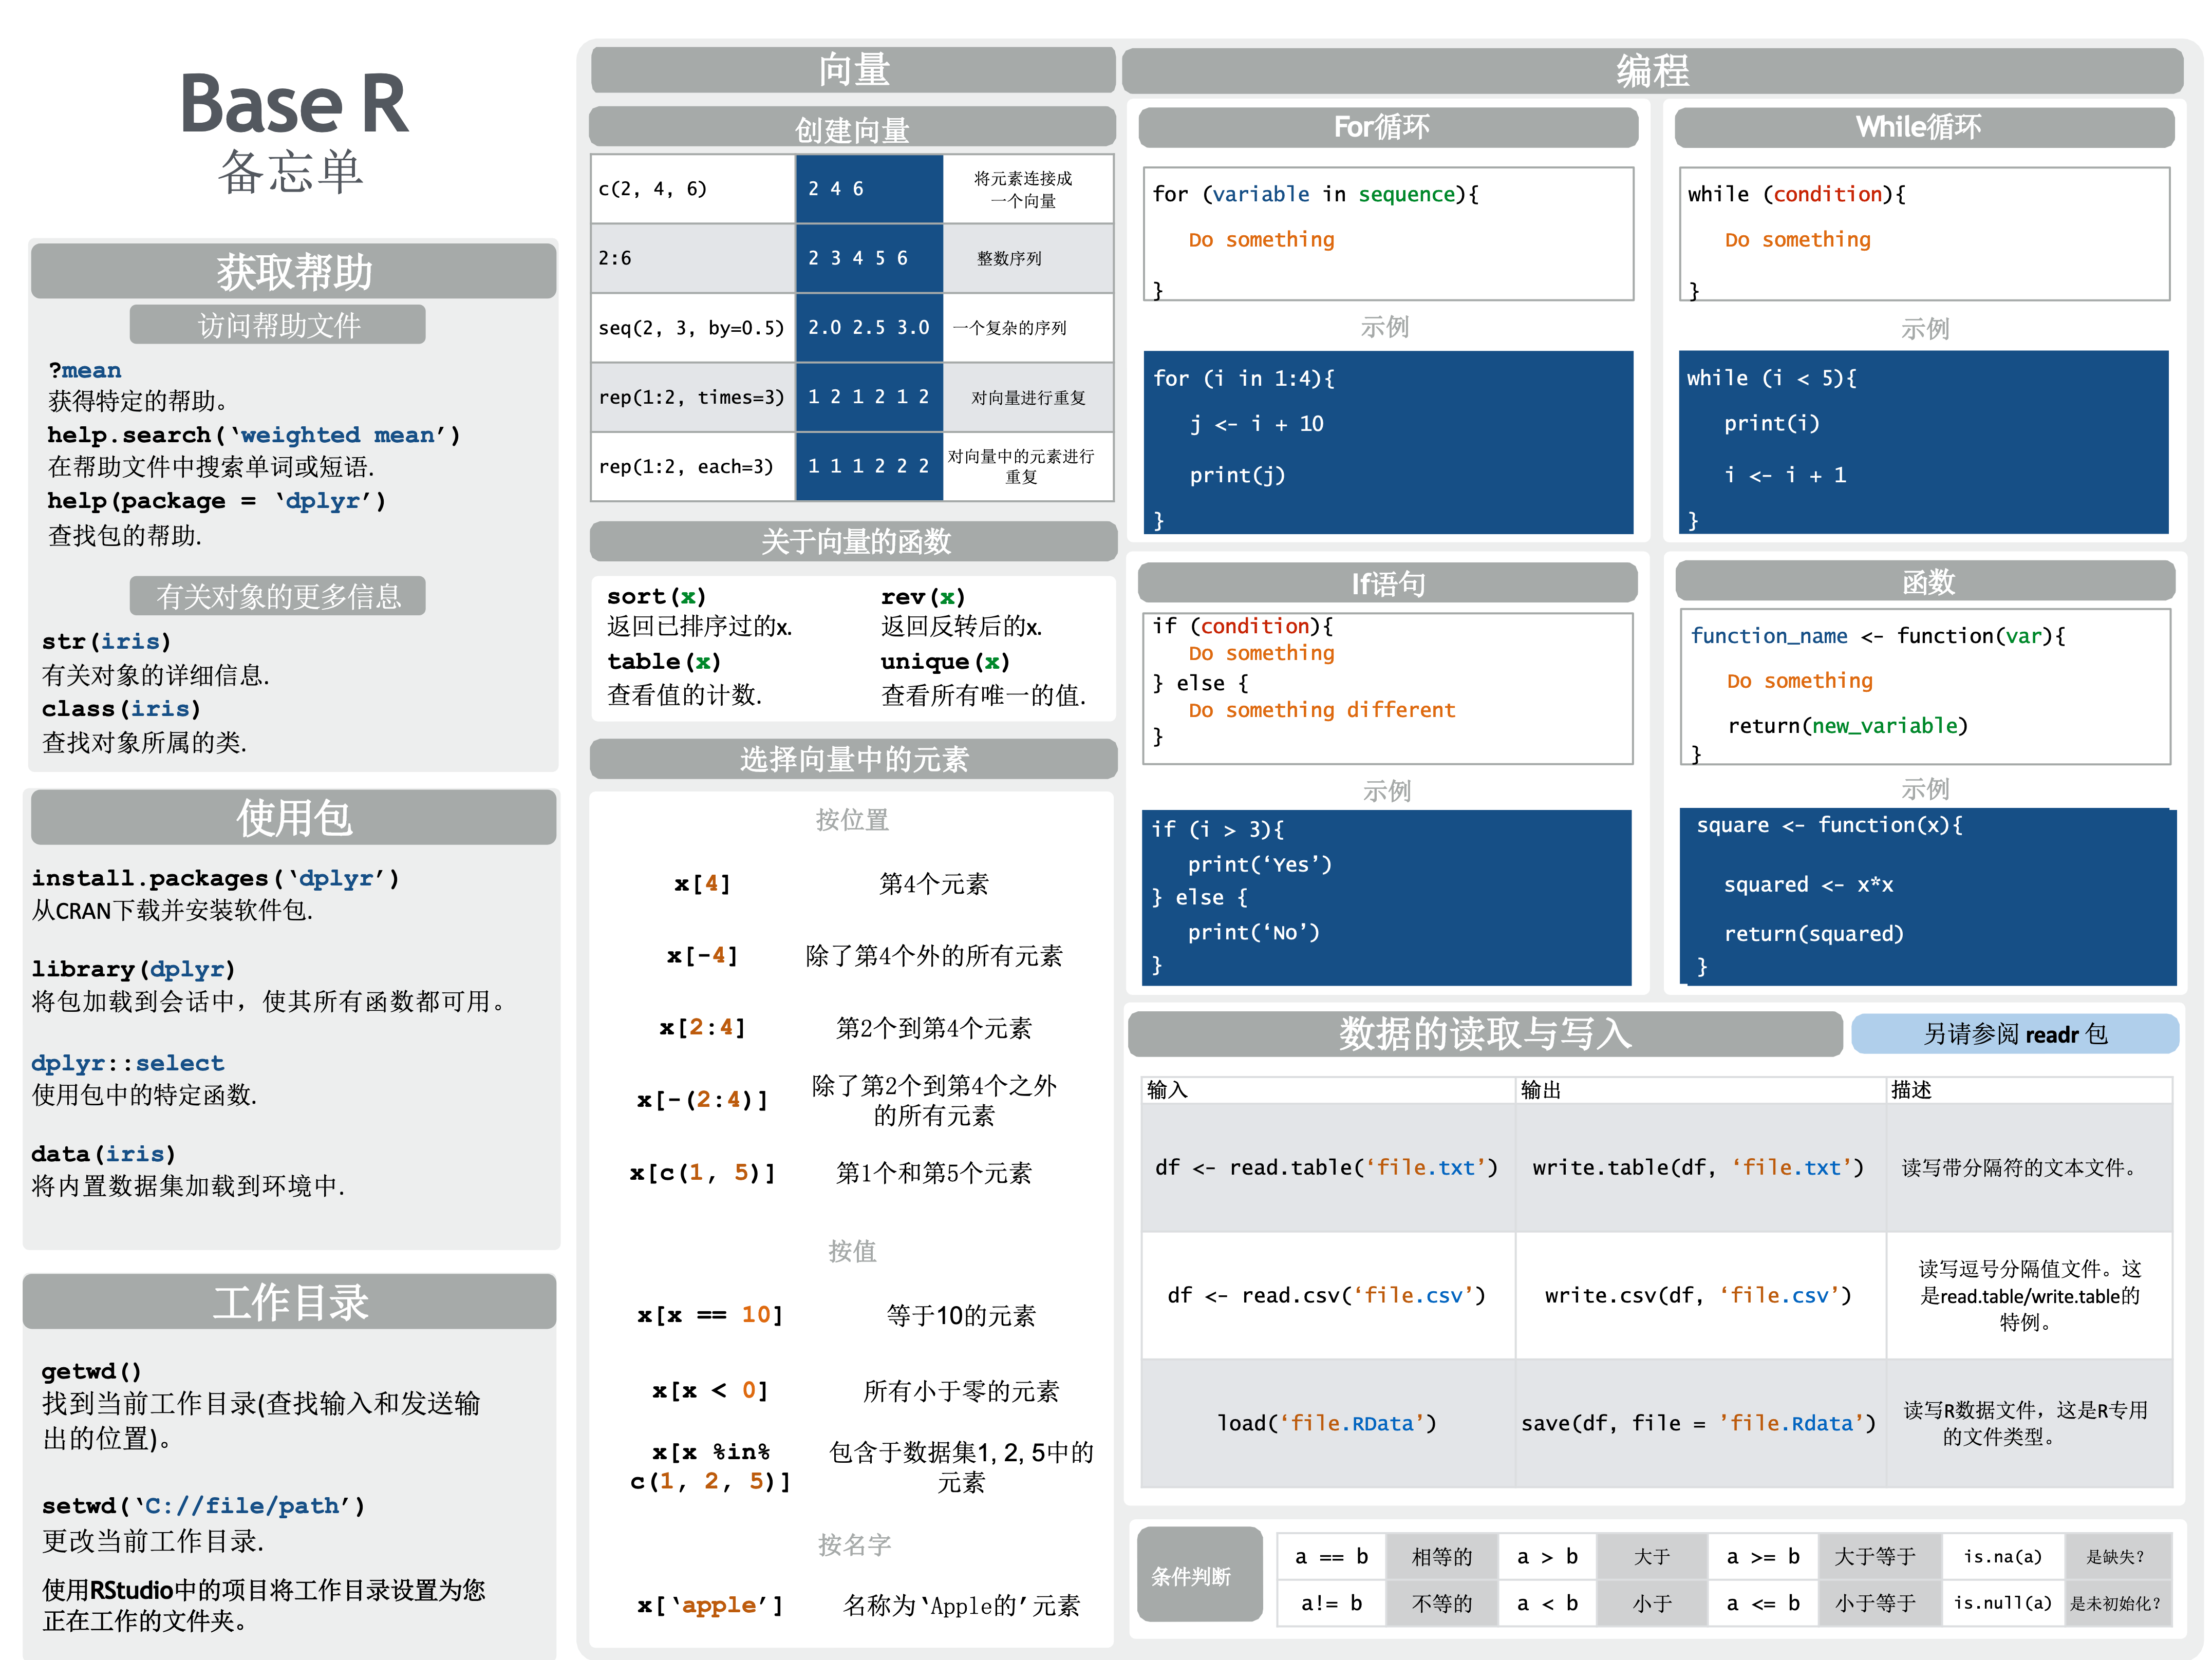 Base R
备忘单
获取帮助
访问帮助文件
?mean
获得特定的帮助。
help.search(‘weighted mean’)
在帮助文件中搜索单词或短语.
help(package = ‘dplyr’)
查找包的帮助.
有关对象的更多信息
str(iris)
有关对象的详细信息.
class(iris)
查找对象所属的类.
使用包
install.packages(‘dplyr’)
从CRAN下载并安装软件包.
library(dplyr)
将包加载到会话中，使其所有函数都可用。
dplyr::select
使用包中的特定函数.
data(iris)
将内置数据集加载到环境中.
工作目录
getwd()
找到当前工作目录(查找输入和发送输
出的位置)。
setwd(‘C://file/path’)
更改当前工作目录.
使用RStudio中的项目将工作目录设置为您
正在工作的文件夹。
向量
创建向量
c(2, 4, 6) 2 4 6 将元素连接成
一个向量
2:6 2 3 4 5 6 整数序列
seq(2, 3, by=0.5) 2.0 2.5 3.0 一个复杂的序列
rep(1:2, times=3) 1 2 1 2 1 2 对向量进行重复
rep(1:2, each=3) 1 1 1 2 2 2 对向量中的元素进行
重复
关于向量的函数
sort(x) rev(x)
返回已排序过的x. 返回反转后的x.
table(x) unique(x)
查看值的计数. 查看所有唯一的值.
选择向量中的元素
按位置
x[4] 第4个元素
x[-4] 除了第4个外的所有元素
x[2:4] 第2个到第4个元素
x[-(2:4)] 除了第2个到第4个之外
的所有元素
x[c(1, 5)] 第1个和第5个元素
按值
x[x == 10] 等于10的元素
x[x < 0] 所有小于零的元素
x[x %in% 包含于数据集1, 2, 5中的
c(1, 2, 5)] 元素
按名字
x[‘apple’] 名称为‘Apple的’元素
编程
For循环
for (variable in sequence){
Do something
}
示例
for (i in 1:4){
j <- i + 10
print(j)
}
While循环
while (condition){
Do something
}
示例
while (i < 5){
print(i)
i <- i + 1
}
If语句
if (condition){
Do something
} else {
Do something different
}
示例
if (i > 3){
print(‘Yes’)
} else {
print(‘No’)
}
函数
function_name <- function(var){
Do something
return(new_variable)
}
示例
square <- function(x){
squared <- x*x
return(squared)
}
数据的读取与写入
另请参阅 readr 包
输入 输出 描述
df <- read.table(‘file.txt’) write.table(df, ‘file.txt’) 读写带分隔符的文本文件。
df <- read.csv(‘file.csv’) write.csv(df, ‘file.csv’) 读写逗号分隔值文件。这
是read.table/write.table的
特例。
load(‘file.RData’) save(df, file = ’file.Rdata’) 读写R数据文件，这是R专用
的文件类型。
条件判断
a == b 相等的 a > b 大于 a >= b 大于等于 is.na(a) 是缺失?
a!= b 不等的 a < b 小于 a <= b 小于等于 is.null(a) 是未初始化?